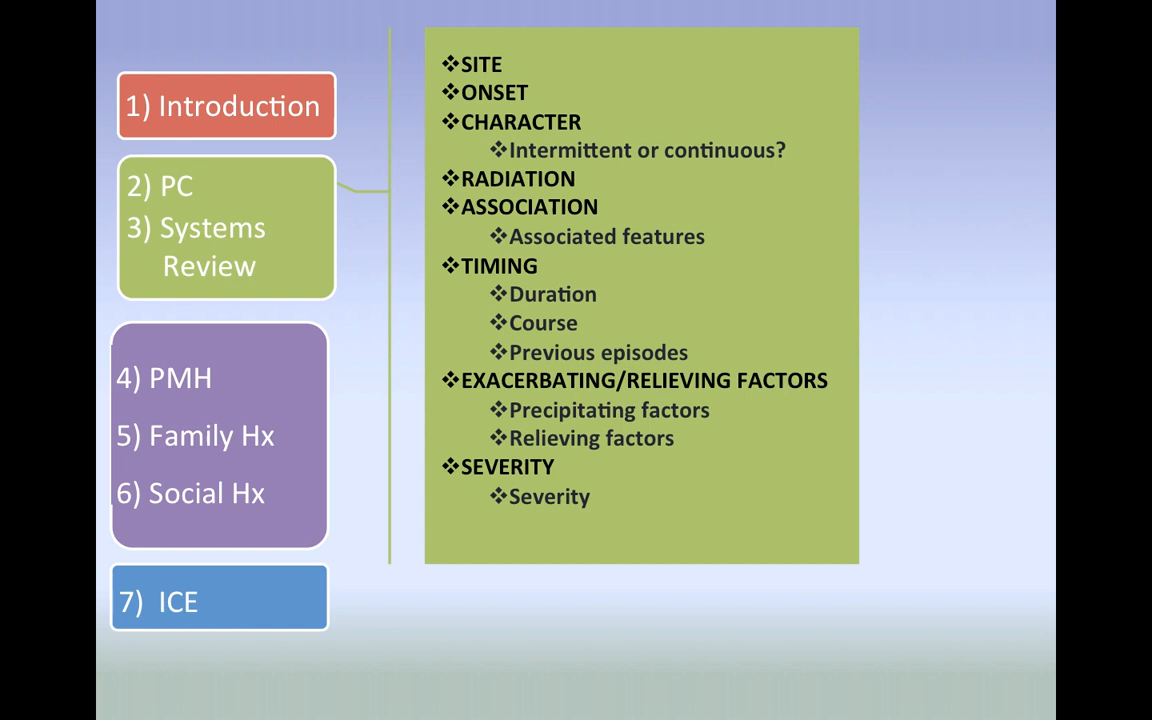 1) Introduction
2) PC
3) Systems
Review
4) PMH
5) Family Hx
6) Social Hx
7) ICE
❖SITE
❖ONSET
❖CHARACTER
❖Intermittent or continuous?
❖RADIATION
❖ASSOCIATION
❖Associated features
❖TIMING
❖Duration
❖Course
❖Previous episodes
❖EXACERBATING/RELIEVING FACTORS
❖Precipitating factors
❖Relieving factors
❖SEVERITY
❖Severity